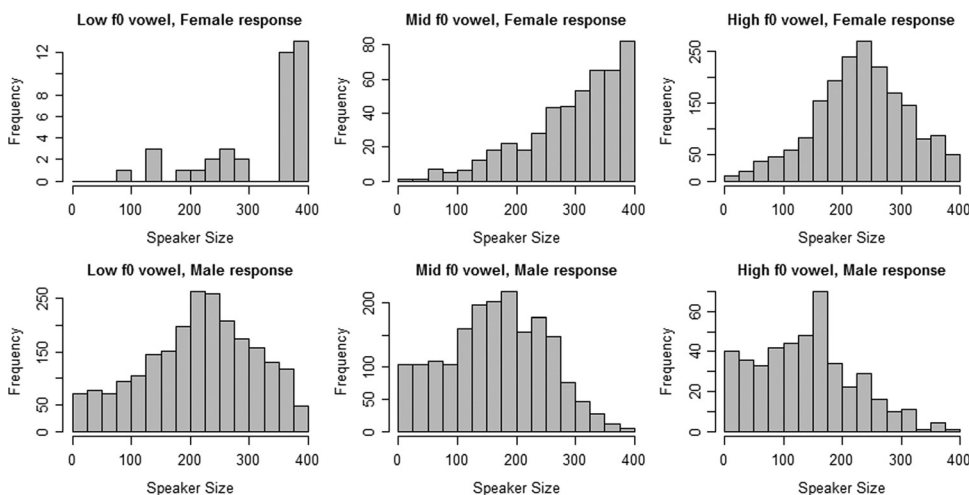 Low f0 vowel, Female response
Frequency
0 2 4 6 8 12
0 100 200 300 400
Speaker Size
Mid f0 vowel, Female response
Frequency
0 20 40 60 80
0 100 200 300 400
Speaker Size
High f0 vowel, Female response
Frequency
0 50 150 250
0 100 200 300 400
Speaker Size
Low f0 vowel, Male response
Frequency
0 50 150 250
0 100 200 300 400
Speaker Size
Mid f0 vowel, Male response
Frequency
0 50 100 200
0 100 200 300 400
Speaker Size
High f0 vowel, Male response
Frequency
0 20 40 60
0 100 200 300 400
Speaker Size